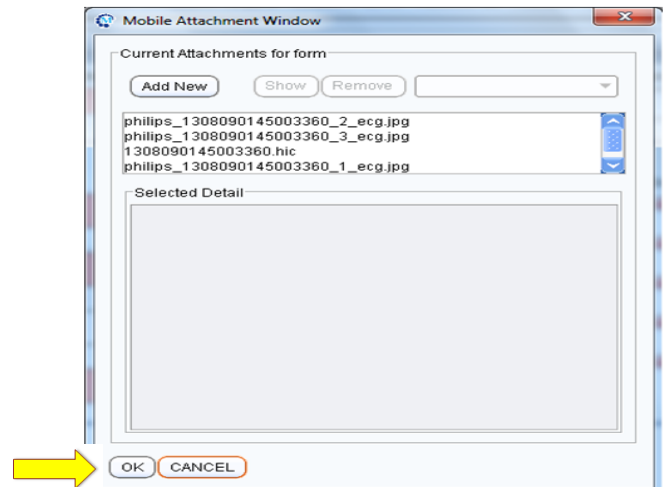 Mobile Attachment Window
Current Attachments for form
Add New Show Remove
philips_1308090145003360_2_ecg.jpg
philips_1308090145003360_3_ecg.jpg
1308090145003360.hic
philips_1308090145003360_1_ecg.jpg
Selected Detail
OK CANCEL